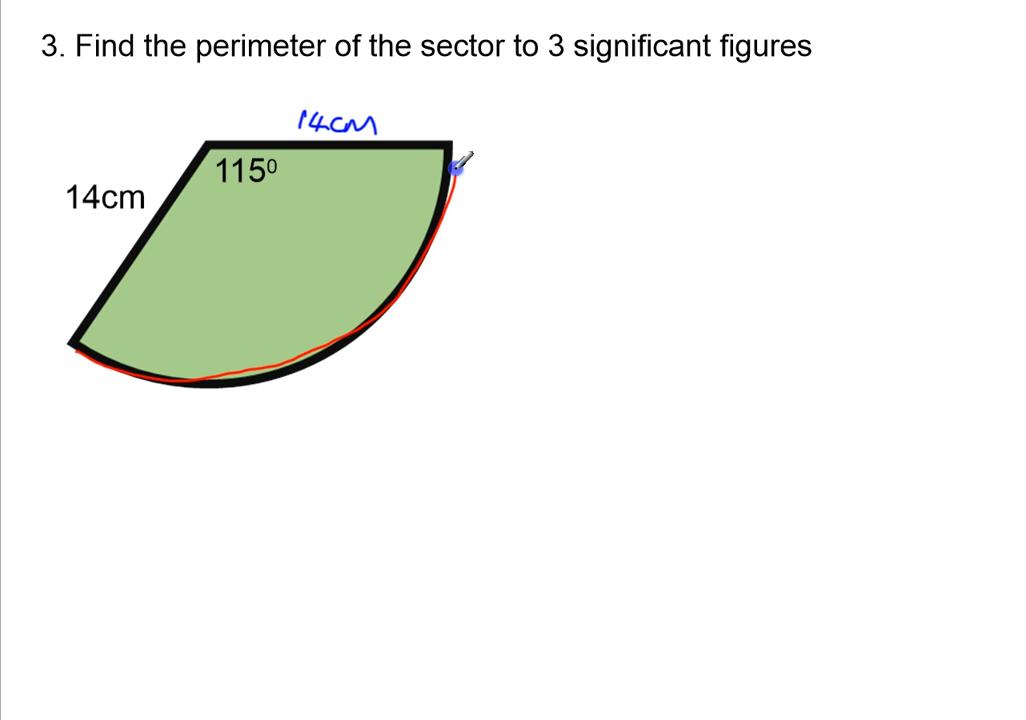 3. Find the perimeter of the sector to 3 significant figures
14cm
115⁰
14cm